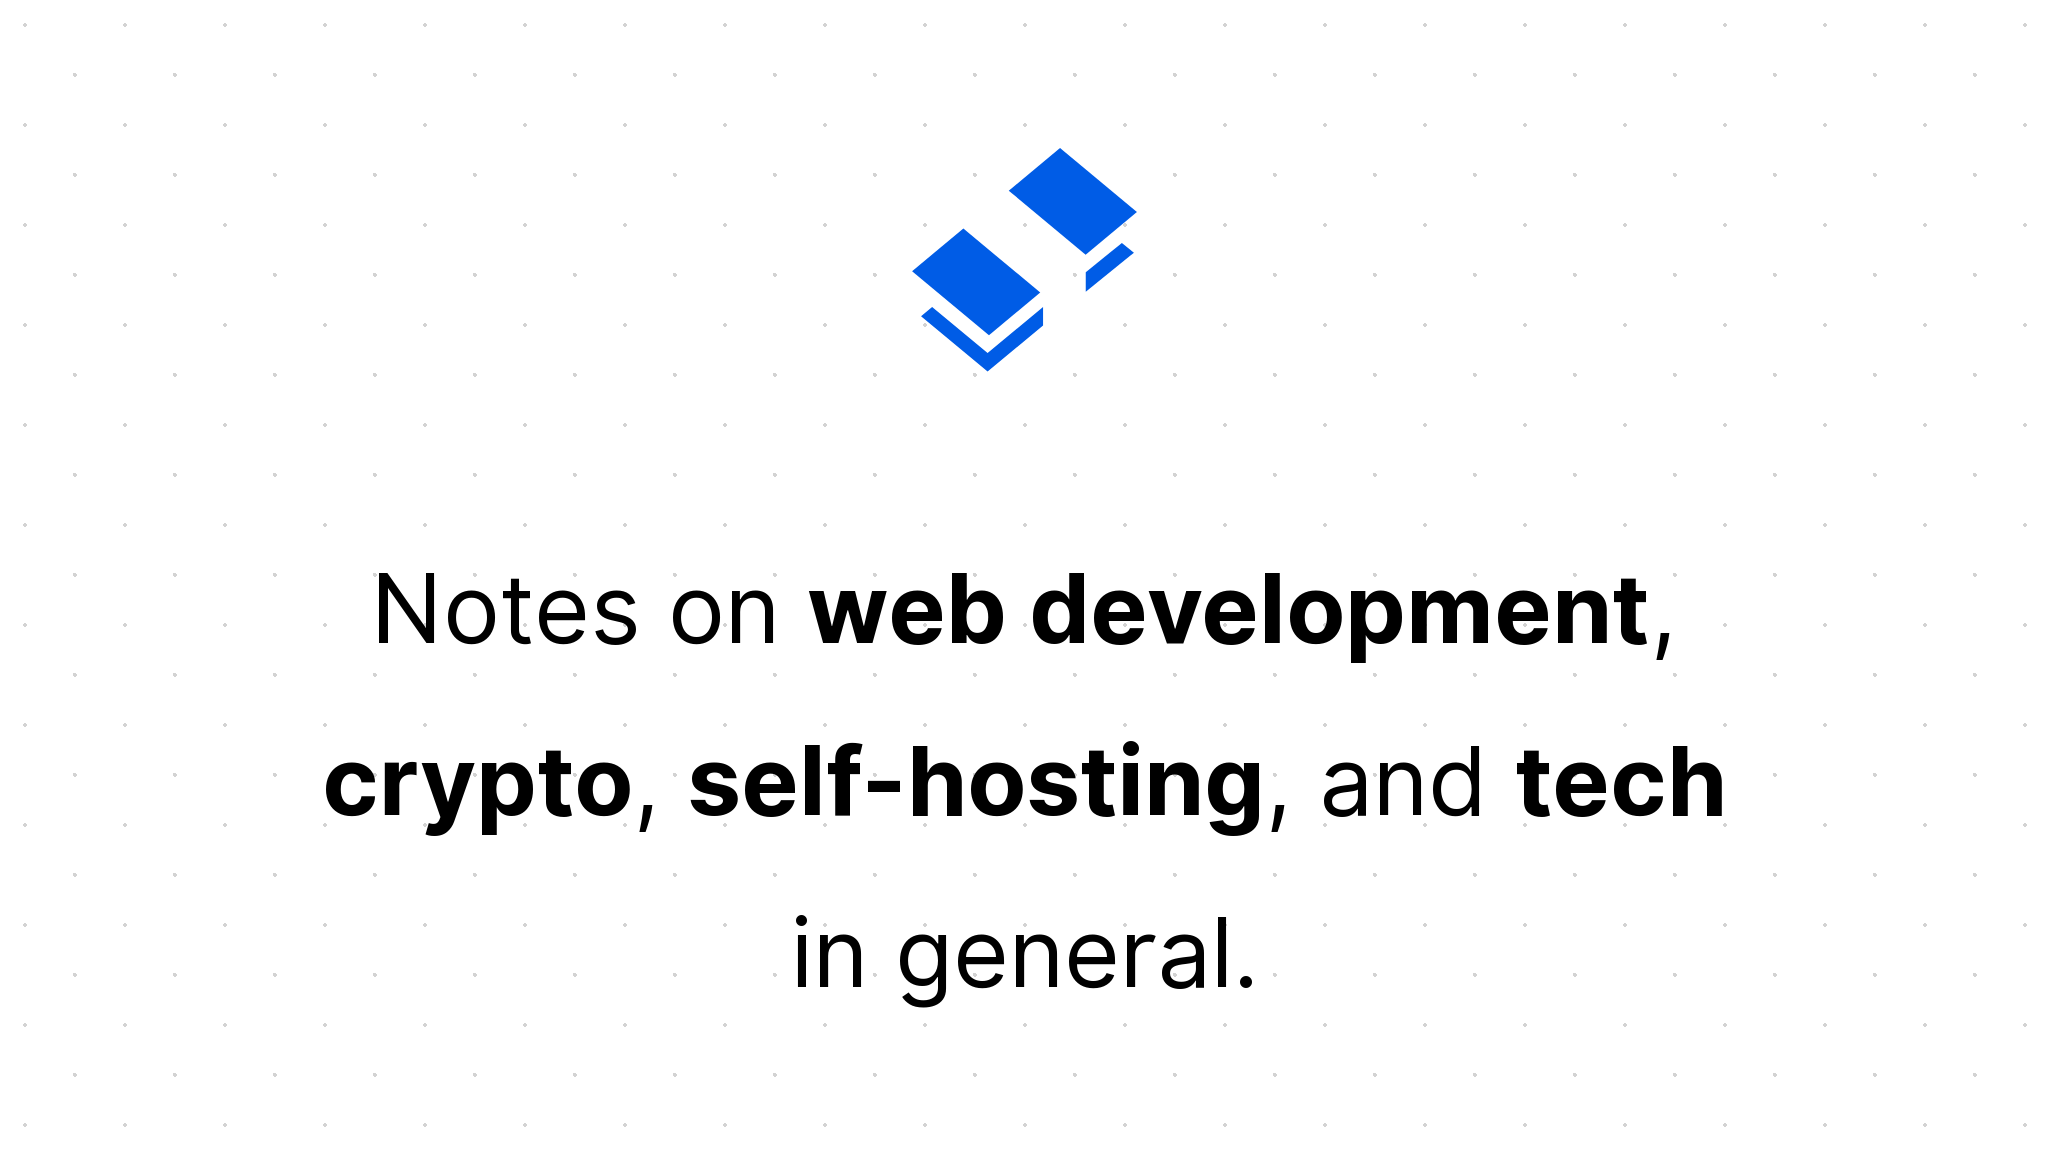 Notes on web development,
crypto, self-hosting, and tech
in general.